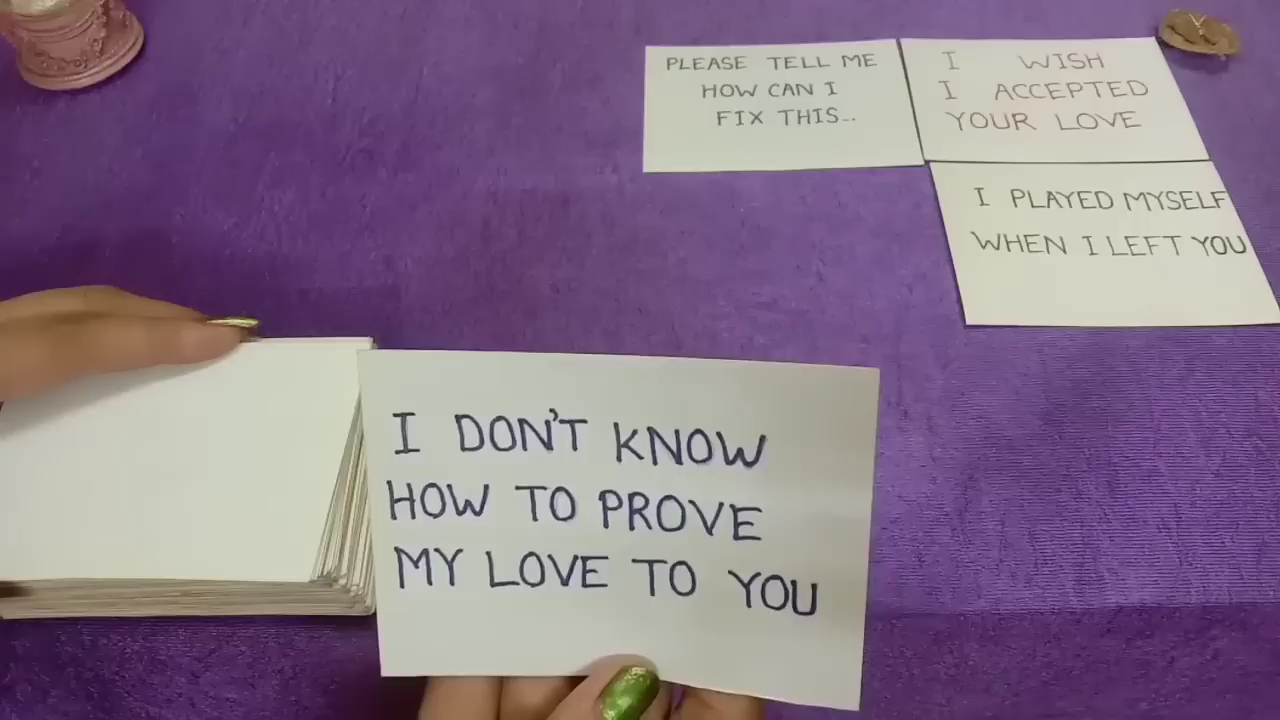 PLEASE TELL ME
HOW CAN I
FIX THIS..
I WISH
I ACCEPTED
YOUR LOVE
I PLAYED MYSELF
WHEN I LEFT YOU
I DON'T KNOW
HOW TO PROVE
MY LOVE TO YOU